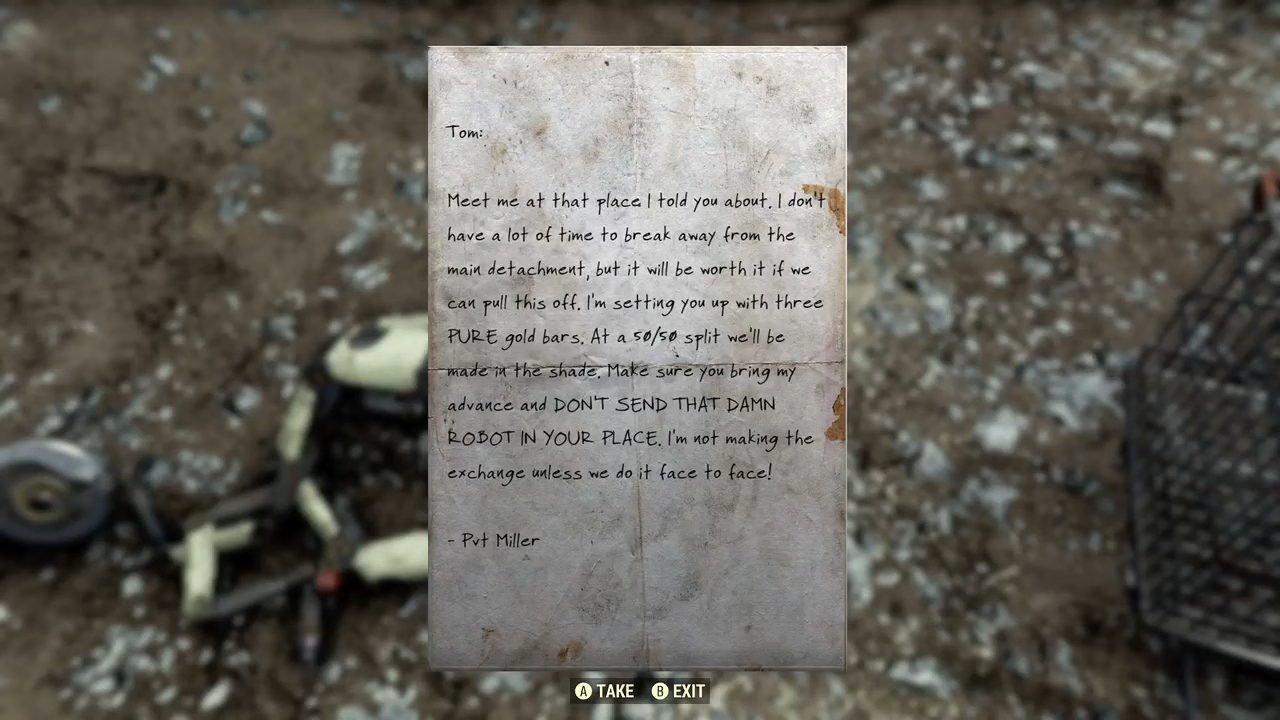 Tom:
Meet me at that place I told you about. I don't
have a lot of time to break away from the
main detachment, but it will be worth it if we
can pull this off. I'm setting you up with three
PURE gold bars. At a 50/50 split we'll be
made in the shade. Make sure you bring my
advance and DON'T SEND THAT DAMN
ROBOT IN YOUR PLACE. I'm not making the
exchange unless we do it face to face!
- Pvt Miller
A TAKE B EXIT